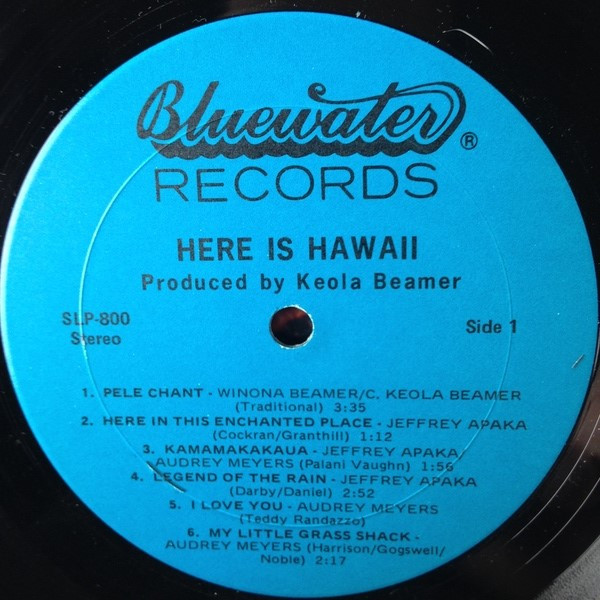 Bluewater®
RECORDS
HERE IS HAWAII
Produced by Keola Beamer
SLP-800
Stereo
Side 1
1. PELE CHANT - WINONA BEAMER/C. KEOLA BEAMER
(Traditional) 3:35
2. HERE IN THIS ENCHANTED PLACE - JEFFREY APAKA
(Cockran/Granthill) 1:12
3. KAMAMAKAKAUA - JEFFREY APAKA/
AUDREY MEYERS (Palani Vaughn) 1:56
4. LEGEND OF THE RAIN - JEFFREY APAKA
(Darby/Daniel) 2:52
5. I LOVE YOU - AUDREY MEYERS
(Teddy Randazzo)
6. MY LITTLE GRASS SHACK -
AUDREY MEYERS (Harrison/Gogswell/
Noble) 2:17